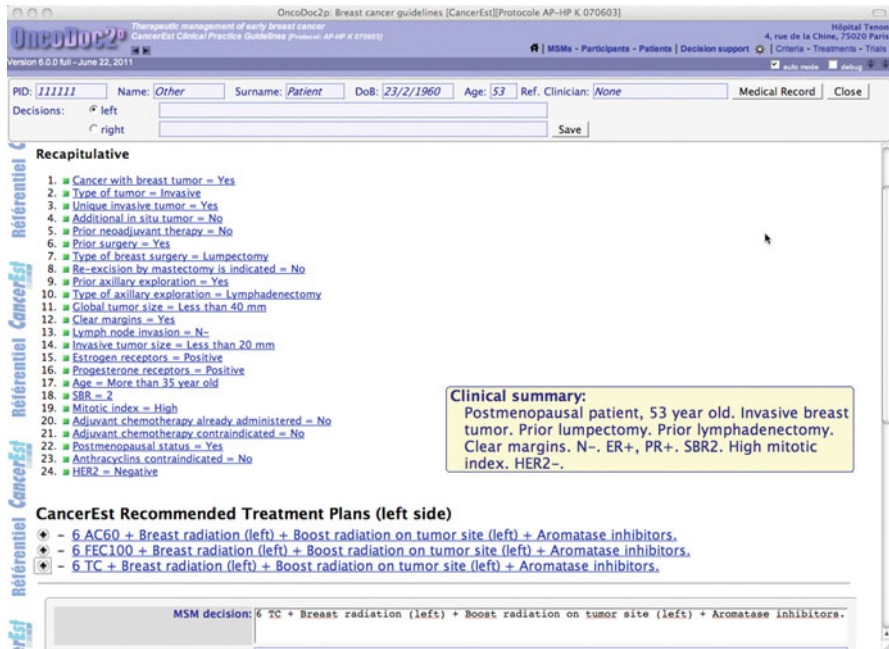 OncoDoc2p: Breast cancer guidelines [CancerEst][Protocole AP-HP K 070603]
OncoDoc2p
Therapeutic management of early breast cancer
CancerEst Clinical Practice Guidelines [Protocol: AP-HP K 070603]
Hôpital Tenon
4, rue de la Chine, 75020 Paris
MSMs - Participants - Patients | Decision support | Criteria - Treatments - Trials
Version 6.0.0 full - June 22, 2011
auto mode debug
PID: 111111 Name: Other Surname: Patient DoB: 23/2/1960 Age: 53 Ref. Clinician: None Medical Record Close
Decisions: left
right Save
Recapitulative
1. Cancer with breast tumor = Yes
2. Type of tumor = Invasive
3. Unique invasive tumor = Yes
4. Additional in situ tumor = No
5. Prior neoadjuvant therapy = No
6. Prior surgery = Yes
7. Type of breast surgery = Lumpectomy
8. Re-excision by mastectomy is indicated = No
9. Prior axillary exploration = Yes
10. Type of axillary exploration = Lymphadenectomy
11. Global tumor size = Less than 40 mm
12. Clear margins = Yes
13. Lymph node invasion = N-
14. Invasive tumor size = Less than 20 mm
15. Estrogen receptors = Positive
16. Progesterone receptors = Positive
17. Age = More than 35 year old
18. SBR = 2
19. Mitotic index = High
20. Adjuvant chemotherapy already administered = No
21. Adjuvant chemotherapy contraindicated = No
22. Postmenopausal status = Yes
23. Anthracyclins contraindicated = No
24. HER2 = Negative
Clinical summary:
Postmenopausal patient, 53 year old. Invasive breast
tumor. Prior lumpectomy. Prior lymphadenectomy.
Clear margins. N-. ER+, PR+. SBR2. High mitotic
index. HER2-.
CancerEst Recommended Treatment Plans (left side)
- 6 AC60 + Breast radiation (left) + Boost radiation on tumor site (left) + Aromatase inhibitors.
- 6 FEC100 + Breast radiation (left) + Boost radiation on tumor site (left) + Aromatase inhibitors.
- 6 TC + Breast radiation (left) + Boost radiation on tumor site (left) + Aromatase inhibitors.
MSM decision: 6 TC + Breast radiation (left) + Boost radiation on tumor site (left) + Aromatase inhibitors.
Référentiel CancerEst Référentiel CancerEst Référentiel